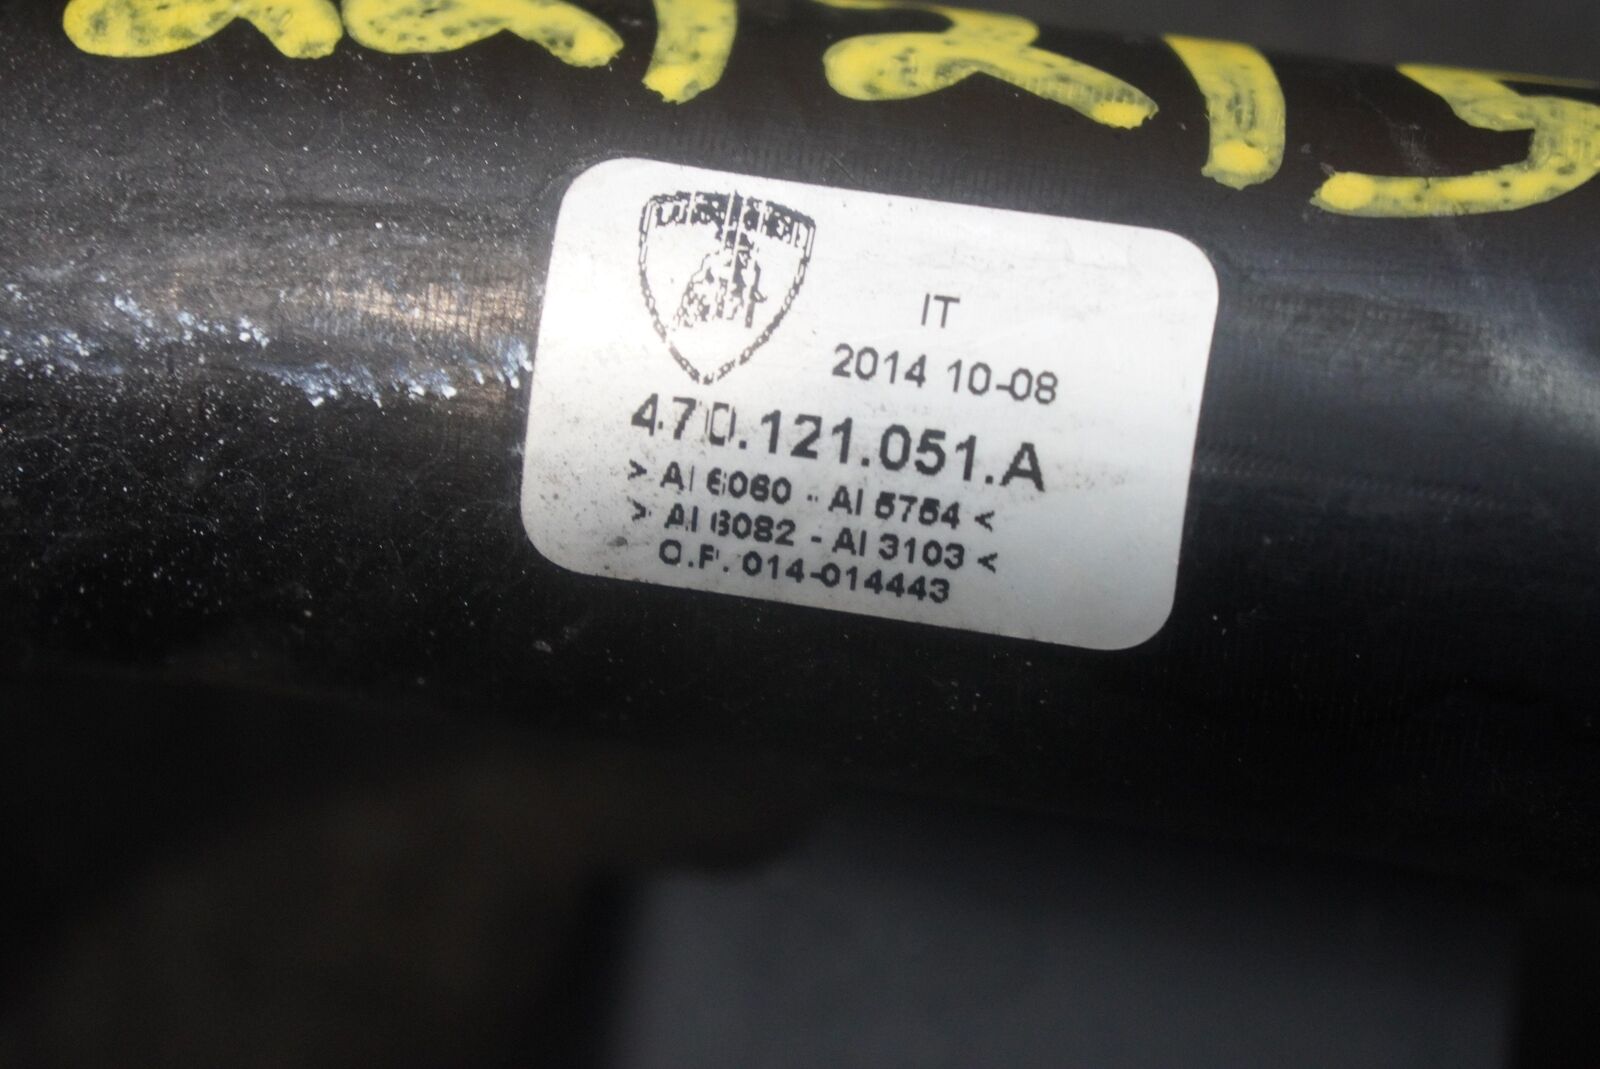 IT
2014 10-08
470.121.051.A
> Al 6060 - Al 5754 <
> Al 6082 - Al 3103 <
O.P. 014-014443